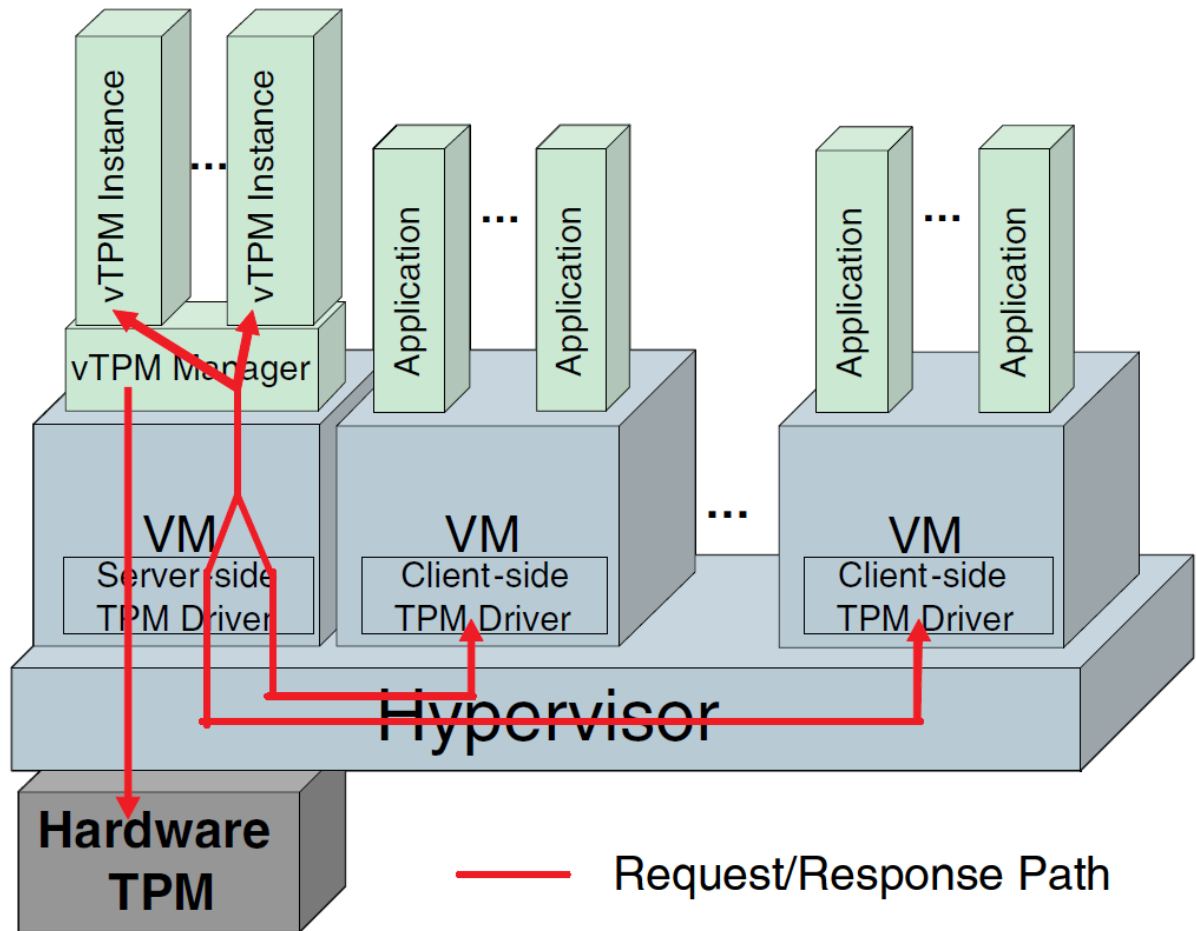 vTPM Instance
...
vTPM Instance
Application
...
Application
Application
...
Application
vTPM Manager
VM
Server-side
TPM Driver
VM
Client-side
TPM Driver
...
VM
Client-side
TPM Driver
Hypervisor
Hardware
TPM
Request/Response Path